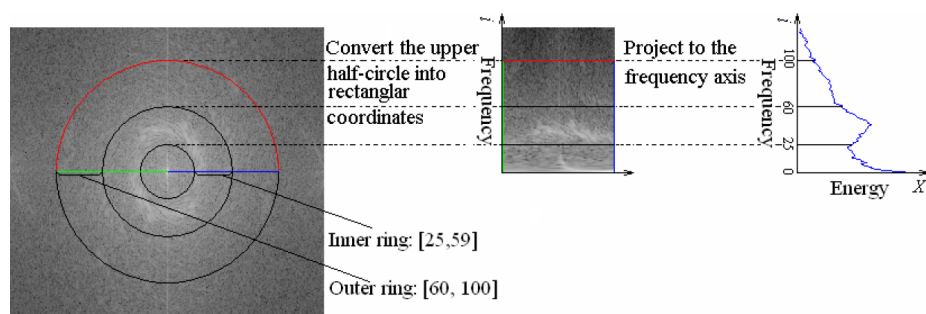 Convert the upper
half-circle into
rectanglar
coordinates
Inner ring: [25,59]
Outer ring: [60, 100]
i
Frequency
Project to the
frequency axis
i
Frequency
100
60
25
0
Energy
X